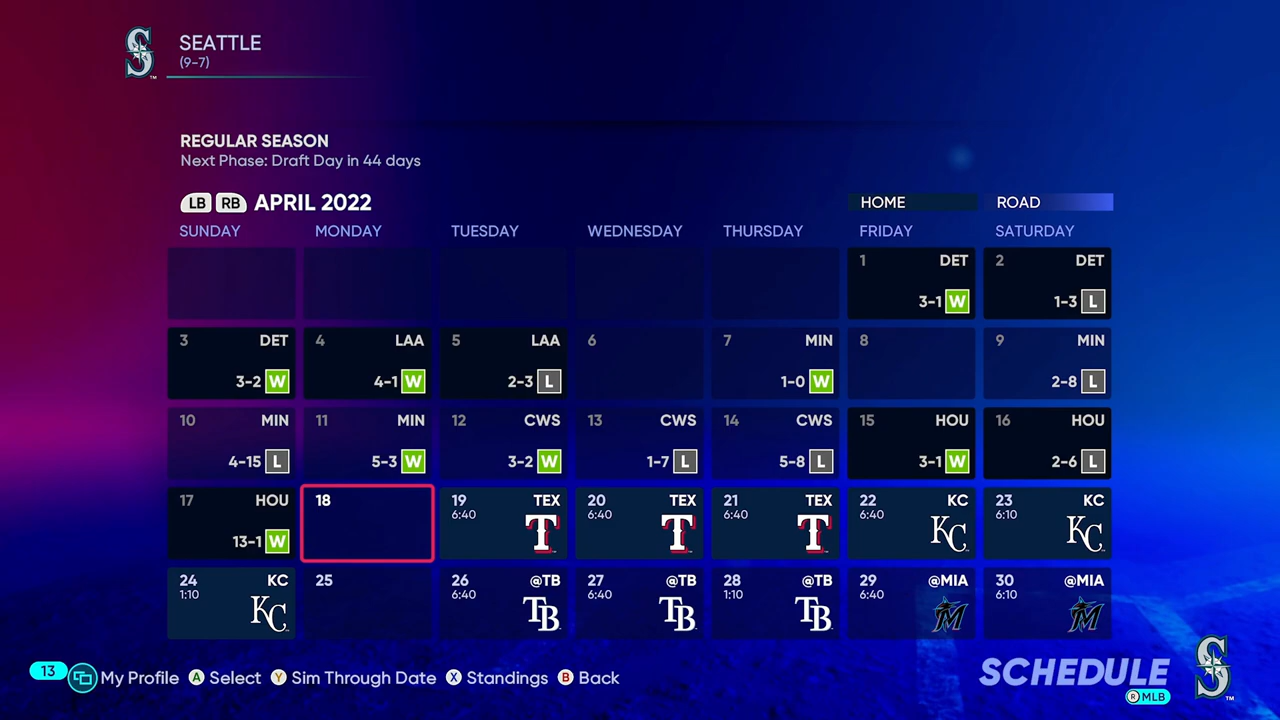 SEATTLE
(9-7)
REGULAR SEASON
Next Phase: Draft Day in 44 days
LB RB APRIL 2022
HOME ROAD
SUNDAY MONDAY TUESDAY WEDNESDAY THURSDAY FRIDAY SATURDAY
1 DET 2 DET
3-1 W 1-3 L
3 DET 4 LAA 5 LAA 6 7 MIN 8 9 MIN
3-2 W 4-1 W 2-3 L 1-0 W 2-8 L
10 MIN 11 MIN 12 CWS 13 CWS 14 CWS 15 HOU 16 HOU
4-15 L 5-3 W 3-2 W 1-7 L 5-8 L 3-1 W 2-6 L
17 HOU 18 19 TEX 20 TEX 21 TEX 22 KC 23 KC
6:40 6:40 6:40 6:40 6:10
13-1 W T T T KC KC
24 KC 25 26 @TB 27 @TB 28 @TB 29 @MIA 30 @MIA
1:10 6:40 6:40 1:10 6:40 6:10
KC TB TB TB M M
13 My Profile A Select Y Sim Through Date X Standings B Back
SCHEDULE S TM
R MLB